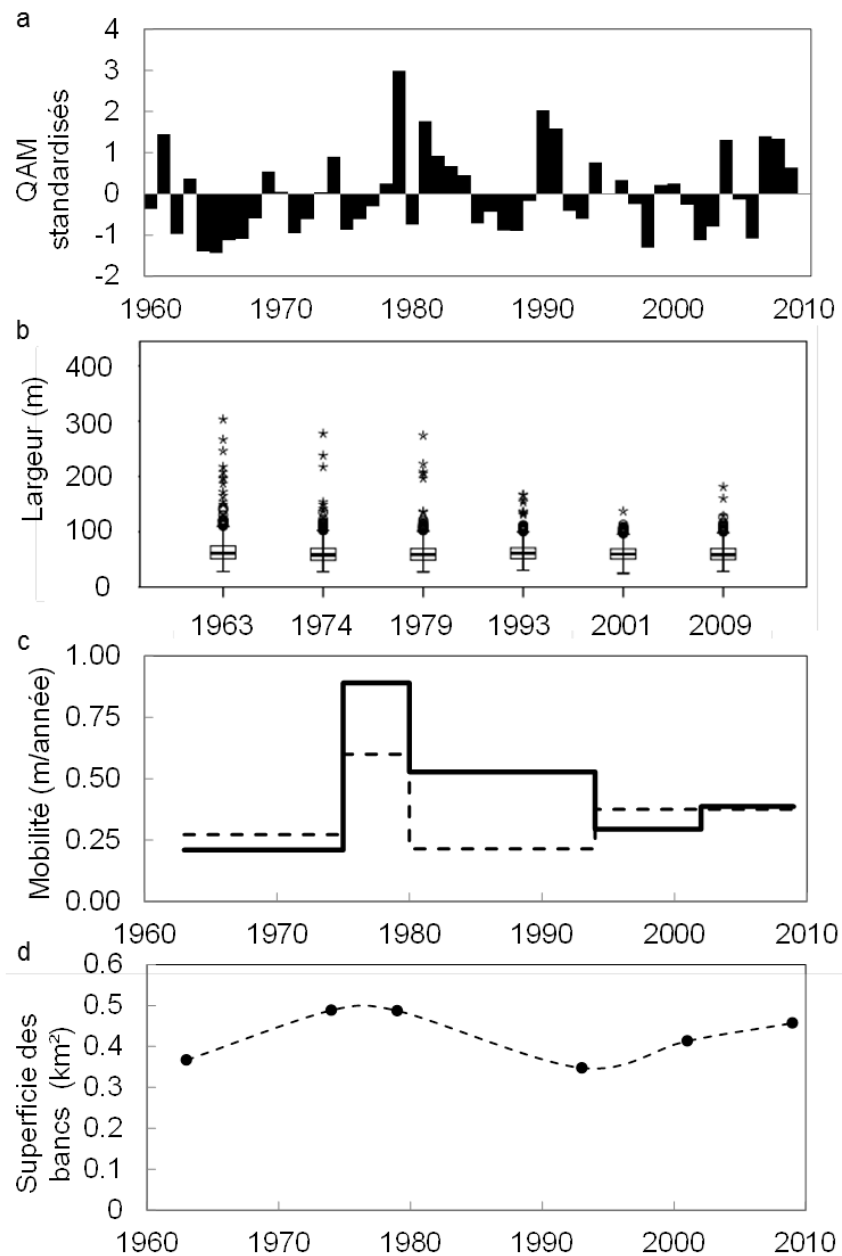 a
QAM
standardisés
4
3
2
1
0
-1
-2
1960 1970 1980 1990 2000 2010
b
Largeur (m)
400
300
200
100
0
1963 1974 1979 1993 2001 2009
c
Mobilité (m/année)
1.00
0.75
0.50
0.25
0.00
1960 1970 1980 1990 2000 2010
d
Superficie des
bancs (km²)
0.6
0.5
0.4
0.3
0.2
0.1
0
1960 1970 1980 1990 2000 2010